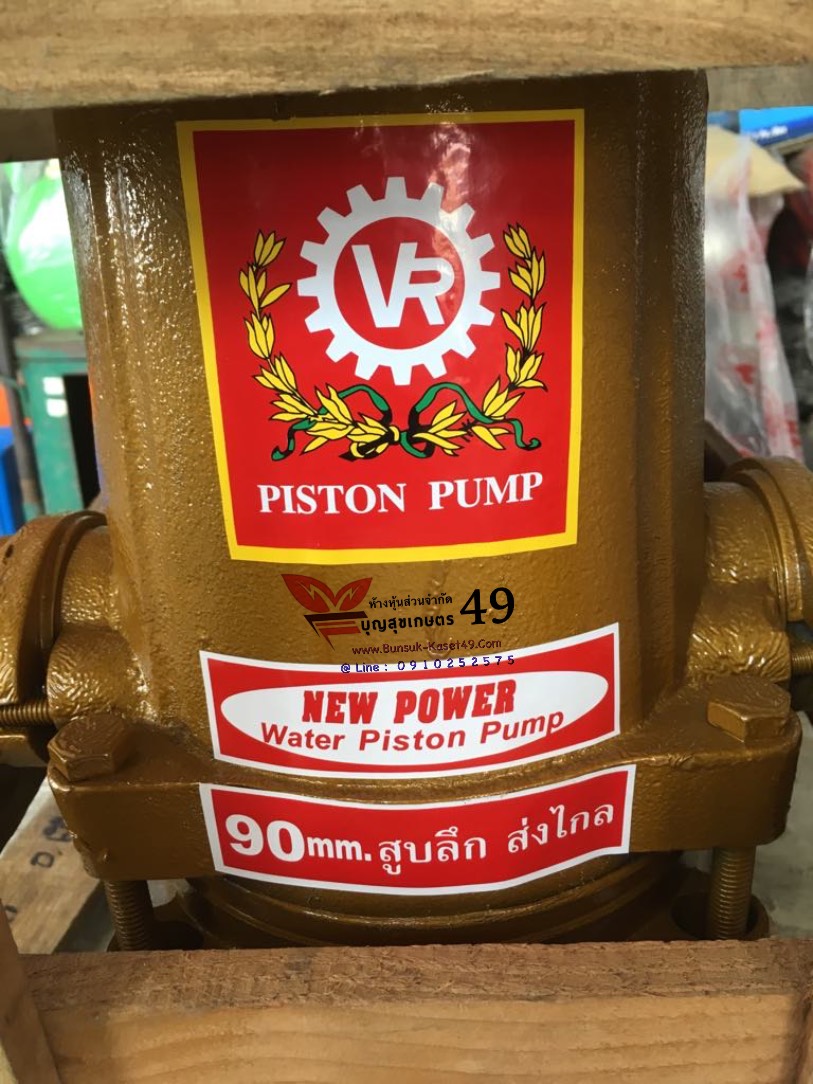 VR
PISTON PUMP
ห้างหุ้นส่วนจำกัด
บุญสุขเกษตร 49
www.Bunsuk-Kaset49.Com
@ Line : 0910252575
NEW POWER
Water Piston Pump
90mm. สูบลึก ส่งไกล